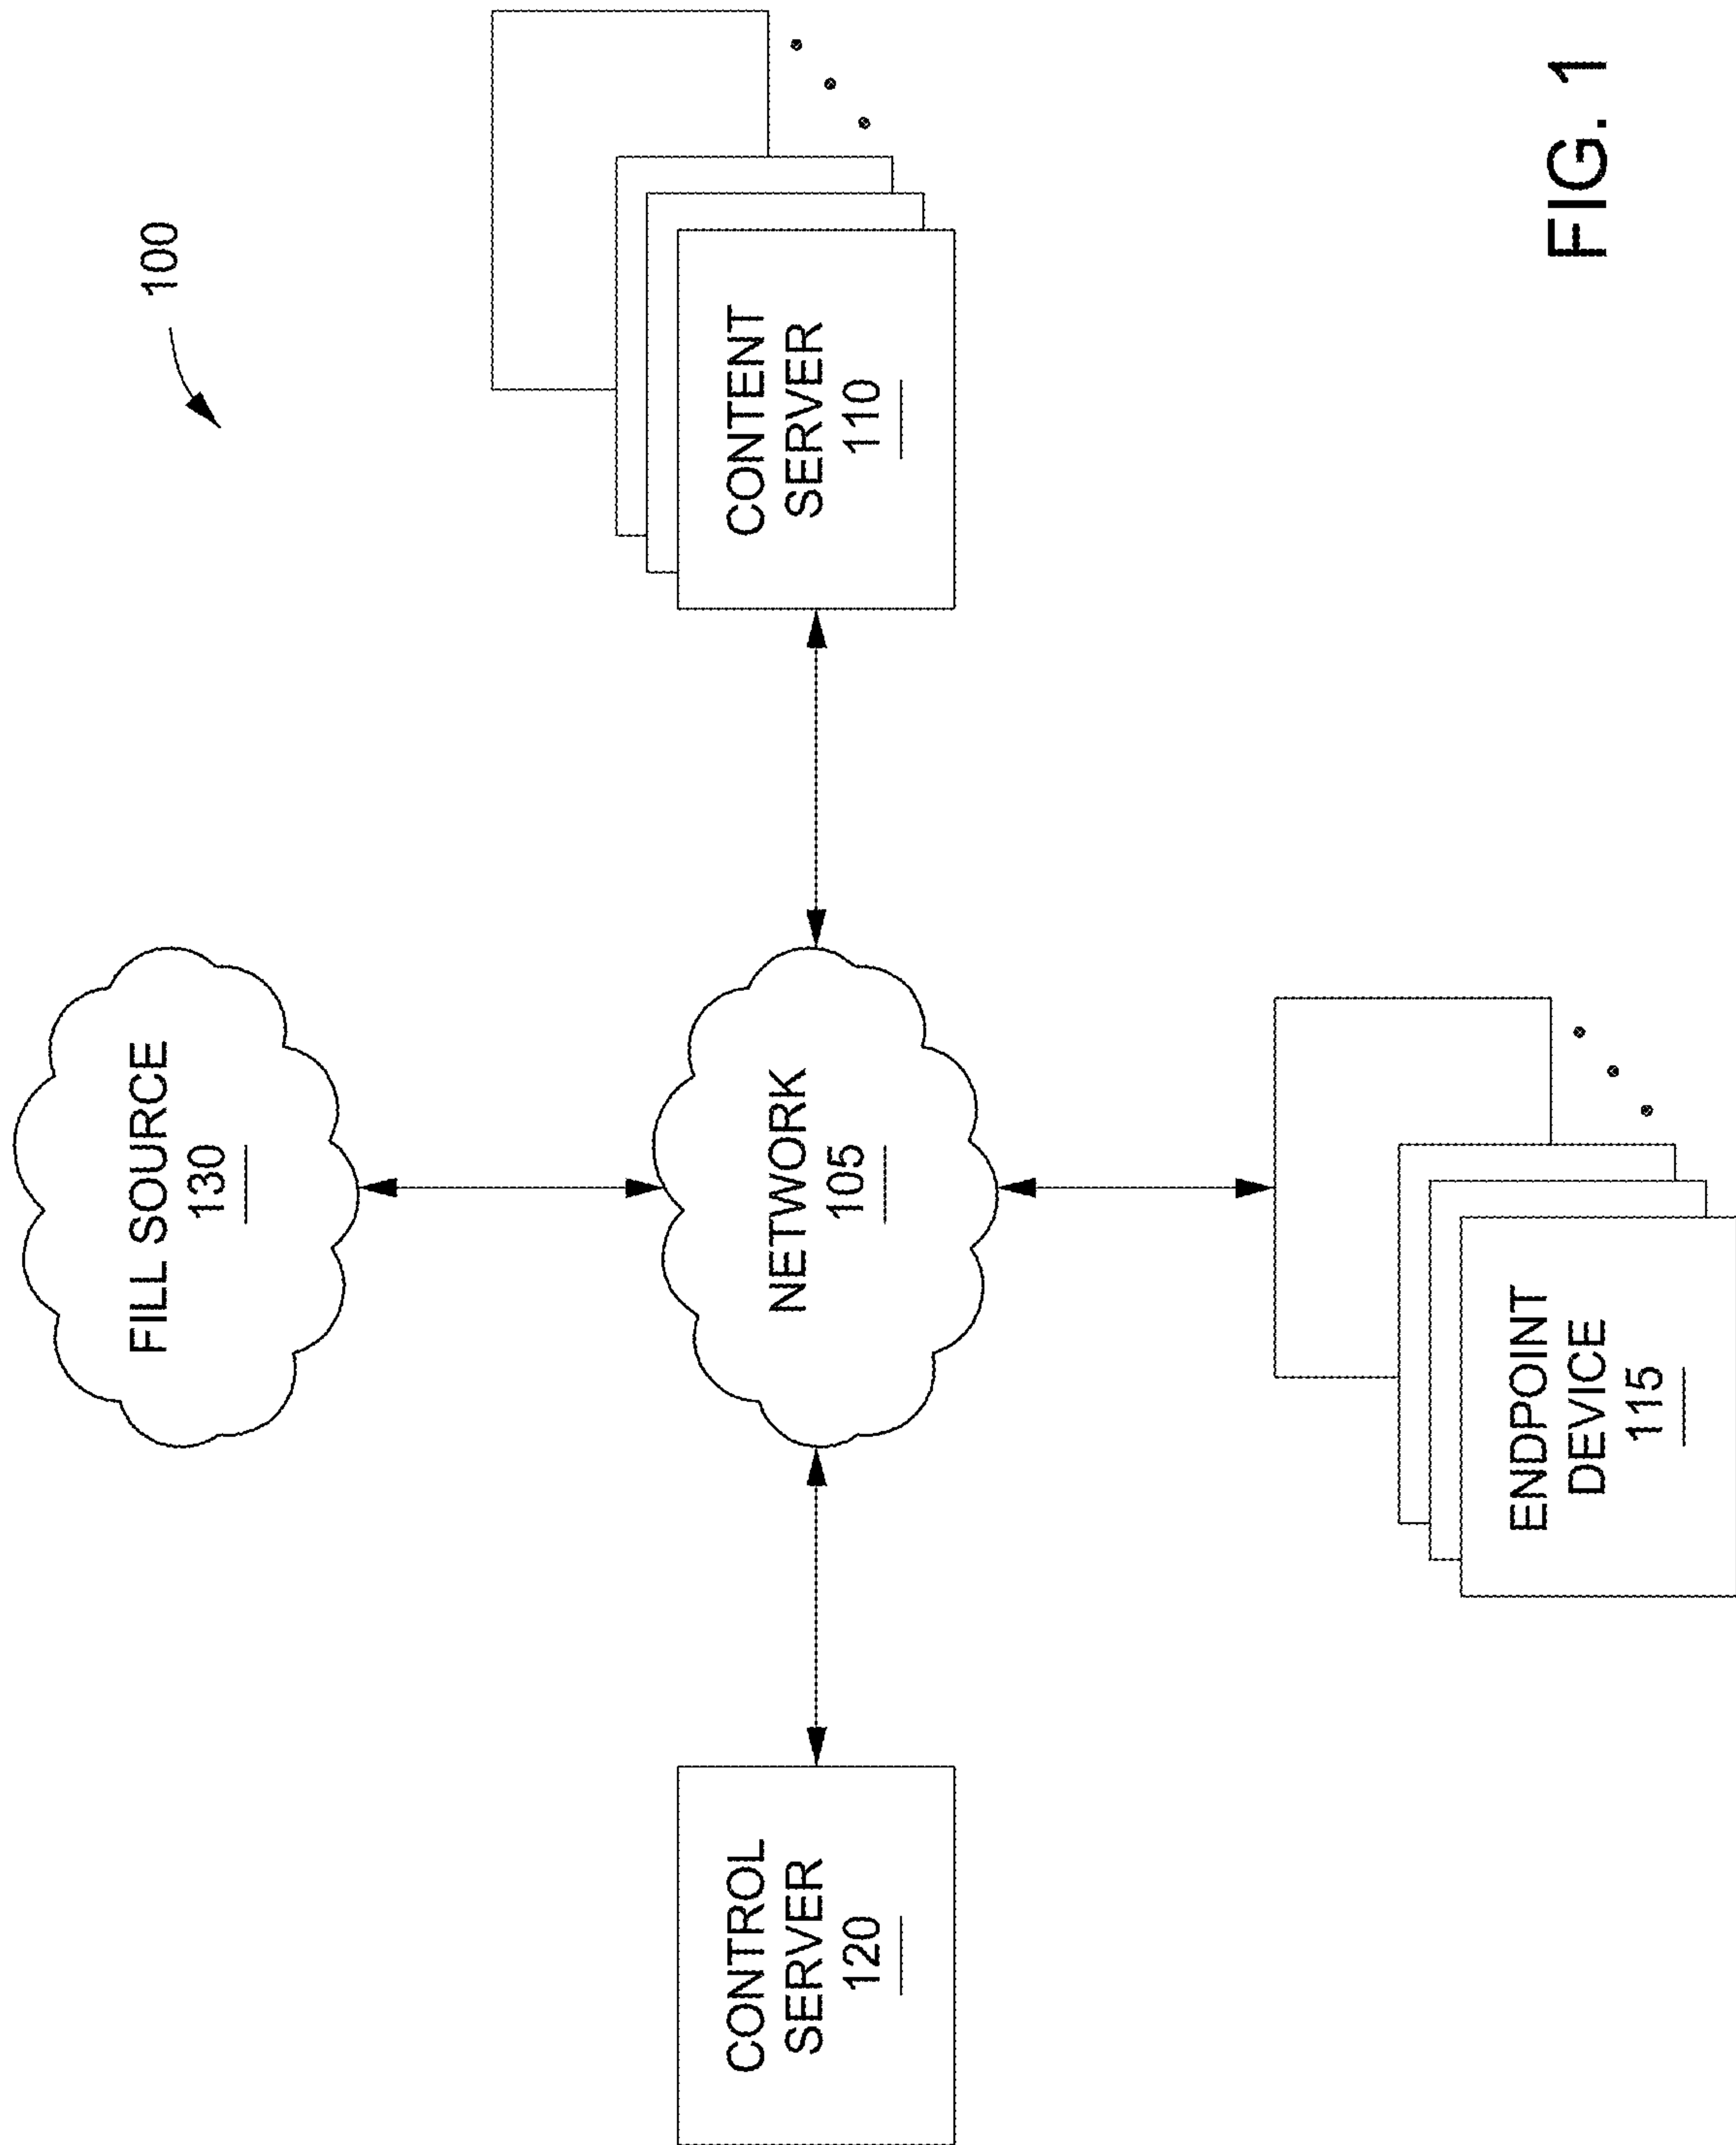 100
FILL SOURCE
130
CONTROL
SERVER
120
NETWORK
105
CONTENT
SERVER
110
ENDPOINT
DEVICE
115
FIG. 1